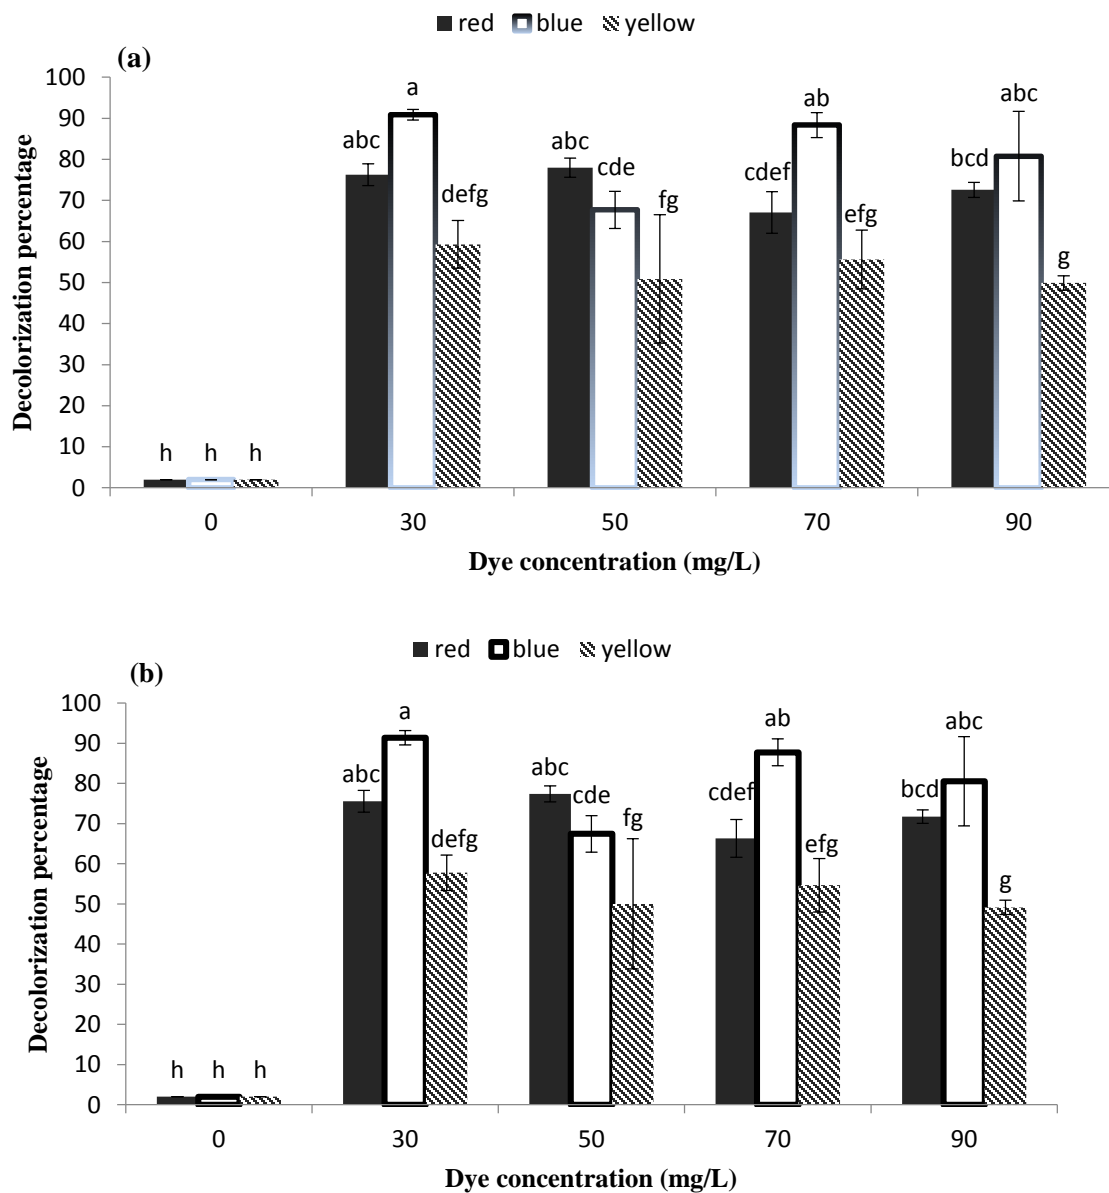 red blue yellow
(a)
100
90
80
70
60
50
40
30
20
10
0
Decolorization percentage
h h h
abc a defg
abc cde fg
cdef ab efg
bcd abc g
0 30 50 70 90
Dye concentration (mg/L)
red blue yellow
(b)
100
90
80
70
60
50
40
30
20
10
0
Decolorization percentage
h h h
abc a defg
abc cde fg
cdef ab efg
bcd abc g
0 30 50 70 90
Dye concentration (mg/L)